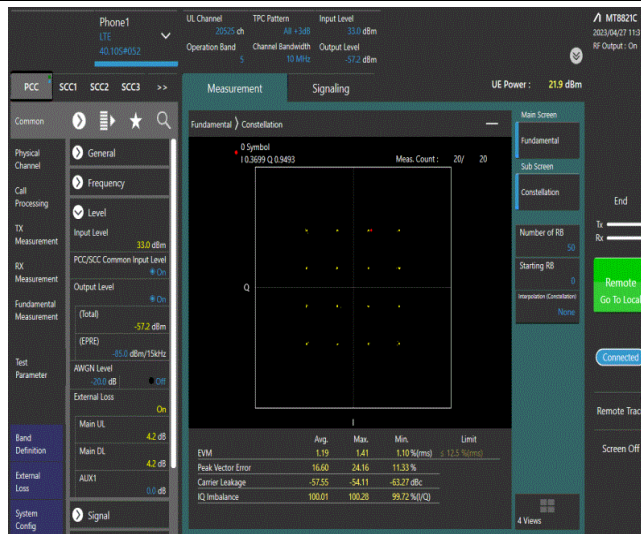 Phone1
LTE
40.105#052
UL Channel
20525 ch
TPC Pattern
All +3dB
Input Level
33.0 dBm
Operation Band
5
Channel Bandwidth
10 MHz
Output Level
-57.2 dBm
MT8821C
2023/04/27 11:3
RF Output : On
PCC SCC1 SCC2 SCC3 >>
Measurement
Signaling
UE Power : 21.9 dBm
Common
Physical
Channel
Call
Processing
TX
Measurement
RX
Measurement
Fundamental
Measurement
Test
Parameter
Band
Definition
External
Loss
System
Config
General
Frequency
Level
Input Level
33.0 dBm
PCC/SCC Common Input Level
On
Output Level
On
(Total)
-57.2 dBm
(EPRE)
-85.0 dBm/15kHz
AWGN Level
-20.0 dB Off
External Loss
On
Main UL
4.2 dB
Main DL
4.2 dB
AUX1
0.0 dB
Signal
Fundamental Constellation
0 Symbol
I 0.3699 Q 0.9493
Meas. Count : 20/ 20
Q
I
Avg. Max. Min. Limit
EVM 1.19 1.41 1.10 %(rms) ≤ 12.5 %(rms)
Peak Vector Error 16.60 24.16 11.33 %
Carrier Leakage -57.55 -54.11 -63.27 dBc
IQ Imbalance 100.01 100.28 99.72 %(I/Q)
Main Screen
Fundamental
Sub Screen
Constellation
Number of RB
50
Starting RB
0
Interpolation (Constellation)
None
4 Views
End
Tx
Rx
Remote
Go To Local
Connected
Remote Trac
Screen Off